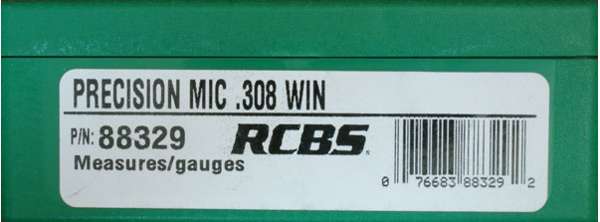 PRECISION MIC .308 WIN
P/N: 88329 RCBS.
Measures/gauges
0 76683 88329 2